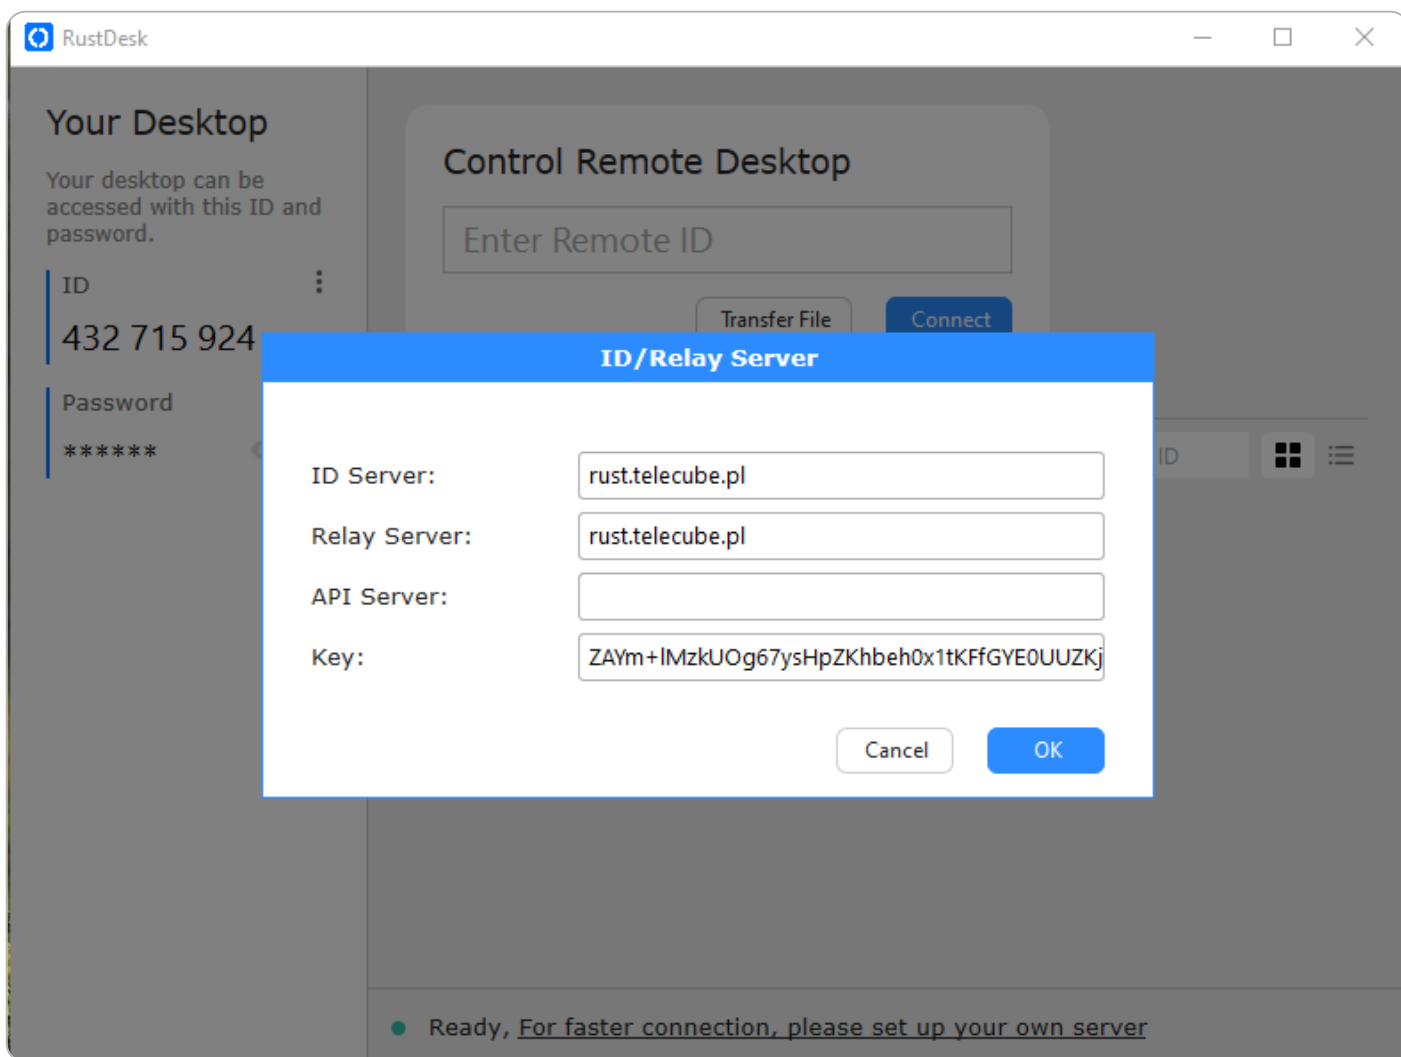 RustDesk
Your Desktop
Your desktop can be
accessed with this ID and
password.
ID
432 715 924
Password
******
Control Remote Desktop
Enter Remote ID
Transfer File
Connect
ID
ID/Relay Server
ID Server:
rust.telecube.pl
Relay Server:
rust.telecube.pl
API Server:
Key:
ZAYm+lMzkUOg67ysHpZKhbeh0x1tKFfGYE0UUZKj
Cancel
OK
Ready, For faster connection, please set up your own server